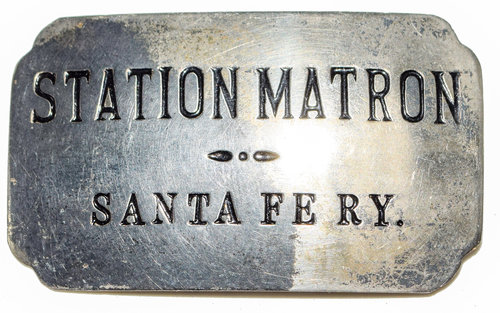 STATION MATRON
SANTA FE RY.